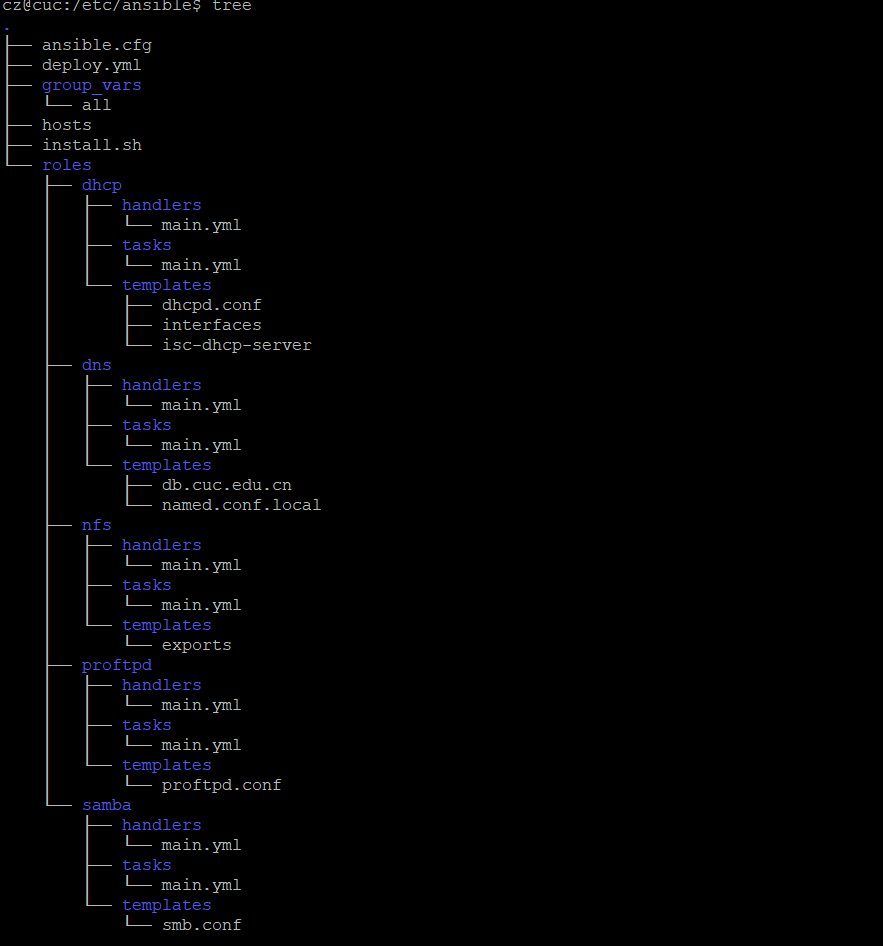 cz@cuc:/etc/ansible$ tree
.
├── ansible.cfg
├── deploy.yml
├── group_vars
│   └── all
├── hosts
├── install.sh
└── roles
    ├── dhcp
    │   ├── handlers
    │   │   └── main.yml
    │   ├── tasks
    │   │   └── main.yml
    │   └── templates
    │       ├── dhcpd.conf
    │       ├── interfaces
    │       └── isc-dhcp-server
    ├── dns
    │   ├── handlers
    │   │   └── main.yml
    │   ├── tasks
    │   │   └── main.yml
    │   └── templates
    │       ├── db.cuc.edu.cn
    │       └── named.conf.local
    ├── nfs
    │   ├── handlers
    │   │   └── main.yml
    │   ├── tasks
    │   │   └── main.yml
    │   └── templates
    │       └── exports
    ├── proftpd
    │   ├── handlers
    │   │   └── main.yml
    │   ├── tasks
    │   │   └── main.yml
    │   └── templates
    │       └── proftpd.conf
    └── samba
        ├── handlers
        │   └── main.yml
        ├── tasks
        │   └── main.yml
        └── templates
            └── smb.conf